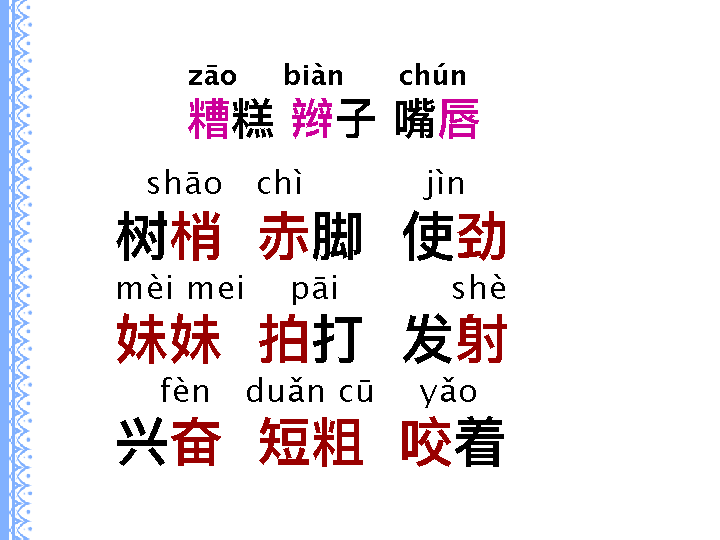 zāo biàn chún
糟糕 辫子 嘴唇
shāo chì jìn
树梢 赤脚 使劲
mèi mei pāi shè
妹妹 拍打 发射
fèn duǎn cū yǎo
兴奋 短粗 咬着